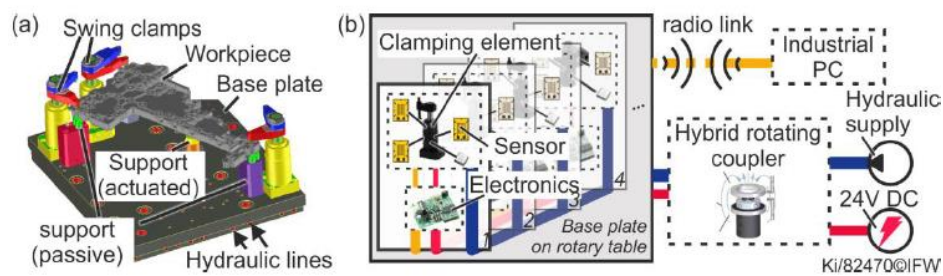 (a)
Swing clamps
Workpiece
Base plate
Support
(actuated)
support
(passive)
Hydraulic lines
(b)
Clamping element
Sensor
Electronics
1
2
3
4
...
Base plate
on rotary table
radio link
Industrial
PC
Hybrid rotating
coupler
Hydraulic
supply
24V DC
Ki/82470©IFW